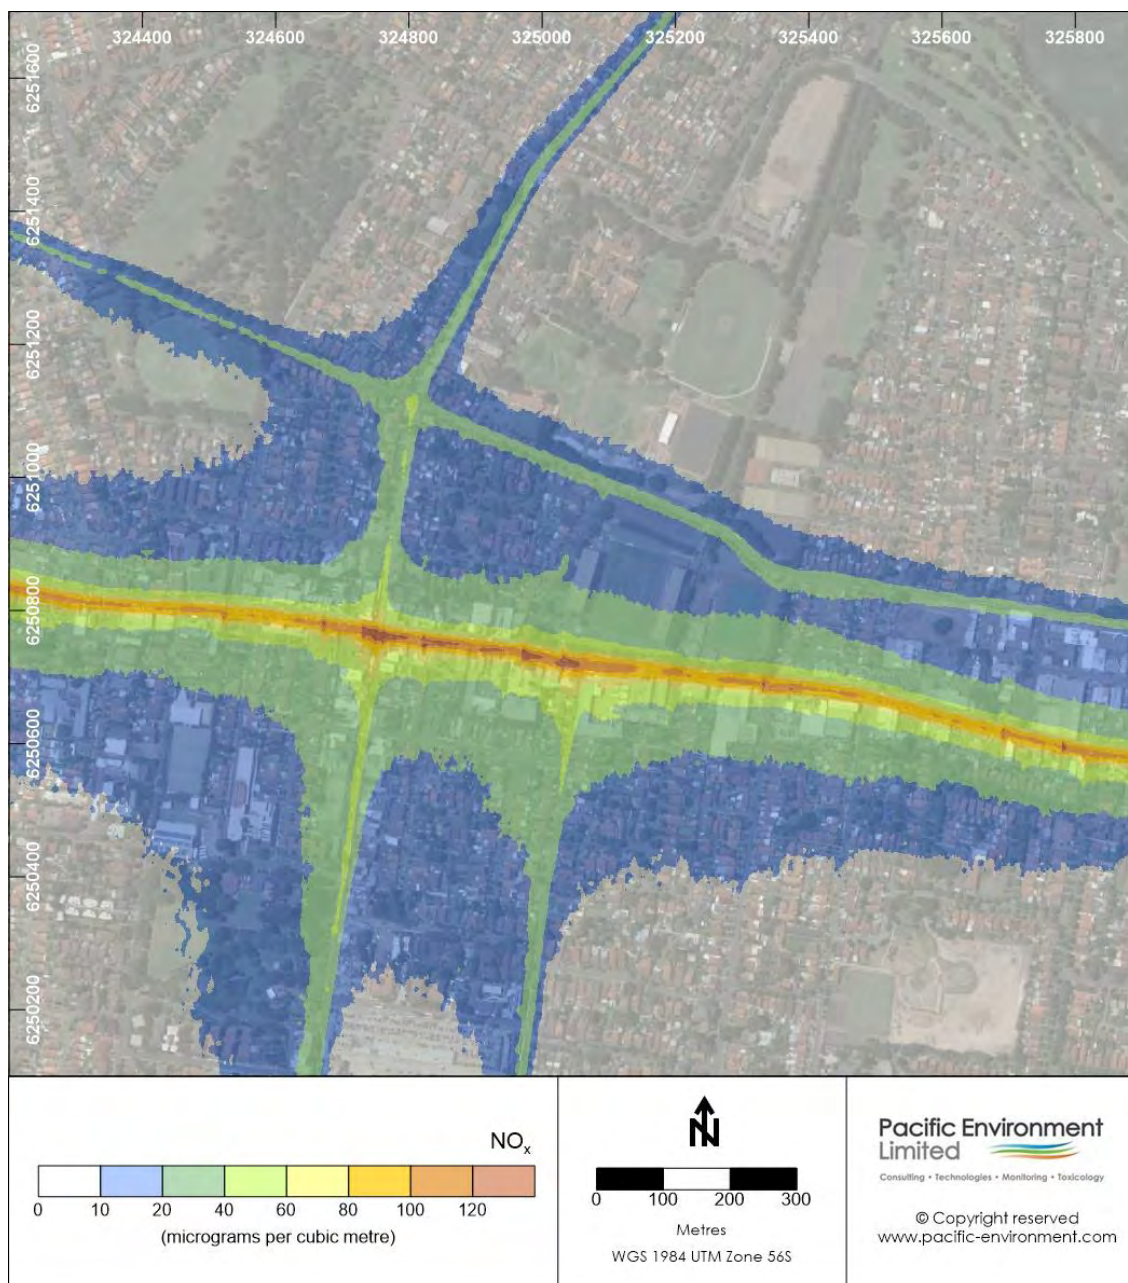 324400 324600 324800 325000 325200 325400 325600 325800
6251600
6251400
6251200
6251000
6250800
6250600
6250400
6250200
NOx
0 10 20 40 60 80 100 120
(micrograms per cubic metre)
N
0 100 200 300
Metres
WGS 1984 UTM Zone 56S
Pacific Environment
Limited
Consulting • Technologies • Monitoring • Toxicology
© Copyright reserved
www.pacific-environment.com